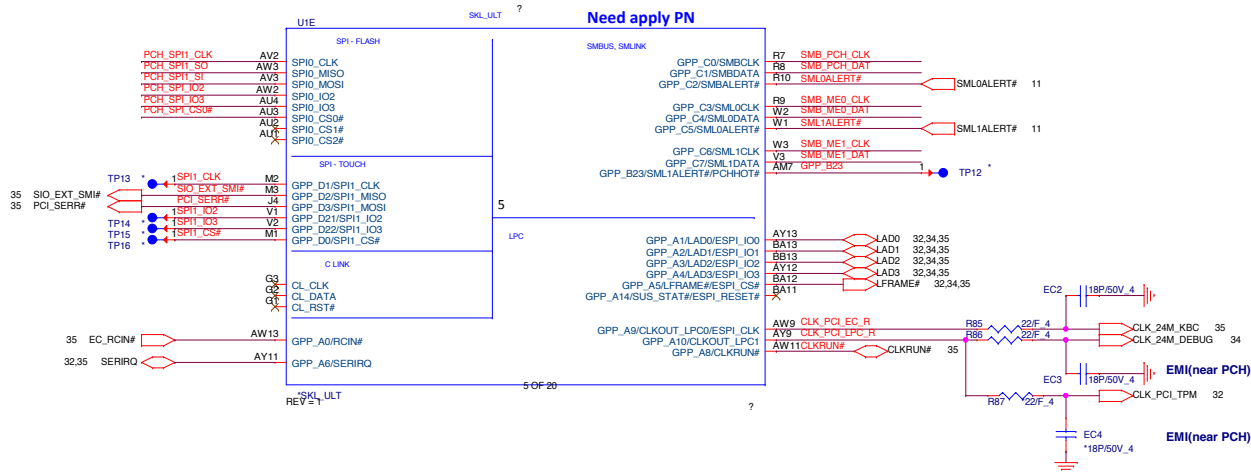 SKL_ULT
?
Need apply PN
U1E
SPI - FLASH
SMBUS, SMLINK
PCH_SPI1_CLK AV2 SPI0_CLK
PCH_SPI1_SO AW3 SPI0_MISO
PCH_SPI1_SI AV3 SPI0_MOSI
PCH_SPI_IO2 AW2 SPI0_IO2
PCH_SPI_IO3 AU4 SPI0_IO3
PCH_SPI_CS0# AU3 SPI0_CS0#
AU2 SPI0_CS1#
AU1 SPI0_CS2#
GPP_C0/SMBCLK R7 SMB_PCH_CLK
GPP_C1/SMBDATA R8 SMB_PCH_DAT
GPP_C2/SMBALERT# R10 SML0ALERT# SML0ALERT# 11
GPP_C3/SML0CLK R9 SMB_ME0_CLK
GPP_C4/SML0DATA W2 SMB_ME0_DAT
GPP_C5/SML0ALERT# W1 SML1ALERT# SML1ALERT# 11
GPP_C6/SML1CLK W3 SMB_ME1_CLK
GPP_C7/SML1DATA V3 SMB_ME1_DAT
GPP_B23/SML1ALERT#/PCHHOT# AM7 GPP_B23 1 TP12 *
SPI - TOUCH
TP13 * 1 SPI1_CLK M2 GPP_D1/SPI1_CLK
35 SIO_EXT_SMI# SIO_EXT_SMI# M3 GPP_D2/SPI1_MISO
35 PCI_SERR# PCI_SERR# J4 GPP_D3/SPI1_MOSI
TP14 * 1 SPI1_IO2 V1 GPP_D21/SPI1_IO2
TP15 * 1 SPI1_IO3 V2 GPP_D22/SPI1_IO3
TP16 * 1 SPI1_CS# M1 GPP_D0/SPI1_CS#
5
LPC
GPP_A1/LAD0/ESPI_IO0 AY13 LAD0 32,34,35
GPP_A2/LAD1/ESPI_IO1 BA13 LAD1 32,34,35
GPP_A3/LAD2/ESPI_IO2 BB13 LAD2 32,34,35
GPP_A4/LAD3/ESPI_IO3 AY12 LAD3 32,34,35
GPP_A5/LFRAME#/ESPI_CS# BA12 LFRAME# 32,34,35
GPP_A14/SUS_STAT#/ESPI_RESET# BA11
C LINK
G3 CL_CLK
G2 CL_DATA
G1 CL_RST#
EC2 18P/50V_4
35 EC_RCIN# AW13 GPP_A0/RCIN#
32,35 SERIRQ AY11 GPP_A6/SERIRQ
GPP_A9/CLKOUT_LPC0/ESPI_CLK AW9 CLK_PCI_EC_R R85 22/F_4 CLK_24M_KBC 35
GPP_A10/CLKOUT_LPC1 AY9 CLK_PCI_LPC_R R86 22/F_4 CLK_24M_DEBUG 34
GPP_A8/CLKRUN# AW11 CLKRUN# CLKRUN# 35
EC3 18P/50V_4
EMI(near PCH)
5 OF 20
*SKL_ULT
REV = 1
?
R87 22/F_4 CLK_PCI_TPM 32
EC4
*18P/50V_4
EMI(near PCH)